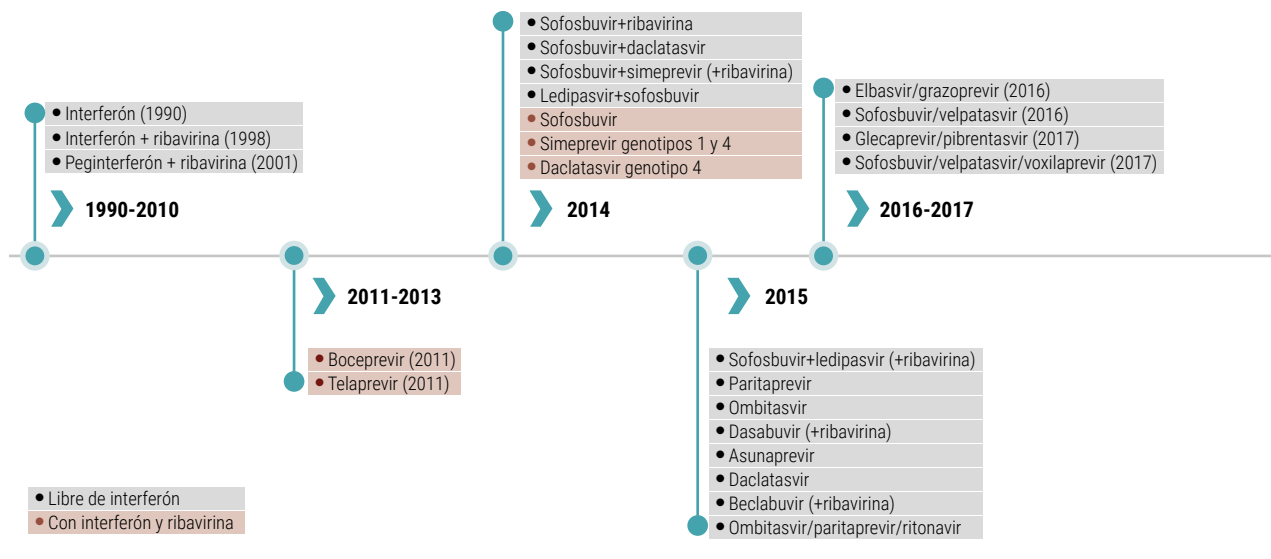 • Interferón (1990)
• Interferón + ribavirina (1998)
• Peginterferón + ribavirina (2001)
1990-2010
• Boceprevir (2011)
• Telaprevir (2011)
2011-2013
• Sofosbuvir+ribavirina
• Sofosbuvir+daclatasvir
• Sofosbuvir+simeprevir (+ribavirina)
• Ledipasvir+sofosbuvir
• Sofosbuvir
• Simeprevir genotipos 1 y 4
• Daclatasvir genotipo 4
2014
2015
• Sofosbuvir+ledipasvir (+ribavirina)
• Paritaprevir
• Ombitasvir
• Dasabuvir (+ribavirina)
• Asunaprevir
• Daclatasvir
• Beclabuvir (+ribavirina)
• Ombitasvir/paritaprevir/ritonavir
• Elbasvir/grazoprevir (2016)
• Sofosbuvir/velpatasvir (2016)
• Glecaprevir/pibrentasvir (2017)
• Sofosbuvir/velpatasvir/voxilaprevir (2017)
2016-2017
• Libre de interferón
• Con interferón y ribavirina